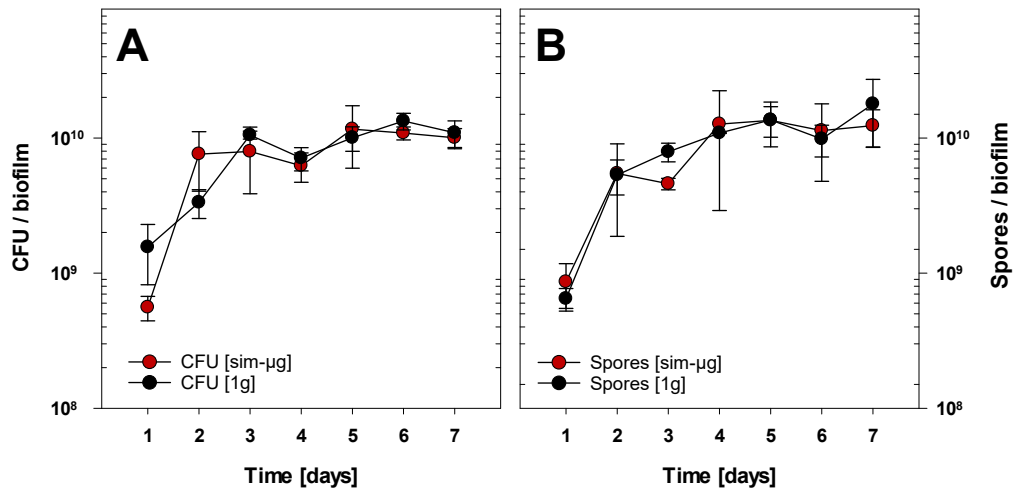 A
B
10¹⁰
10⁹
10⁸
CFU / biofilm
CFU [sim-µg]
CFU [1g]
1 2 3 4 5 6 7
Time [days]
Spores [sim-µg]
Spores [1g]
1 2 3 4 5 6 7
Time [days]
10¹⁰
10⁹
10⁸
Spores / biofilm